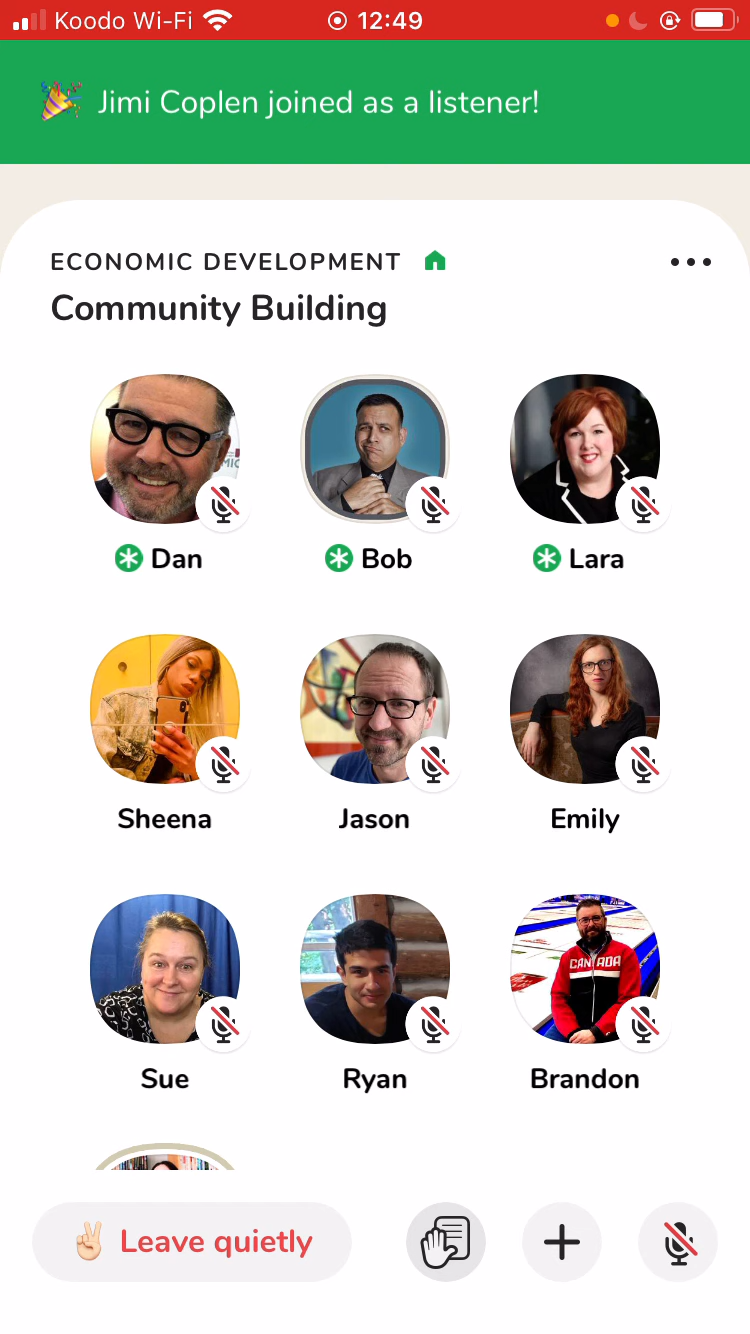 Koodo Wi-Fi 12:49
Jimi Coplen joined as a listener!
ECONOMIC DEVELOPMENT
Community Building
Dan Bob Lara
Sheena Jason Emily
CANADA
Sue Ryan Brandon
Leave quietly